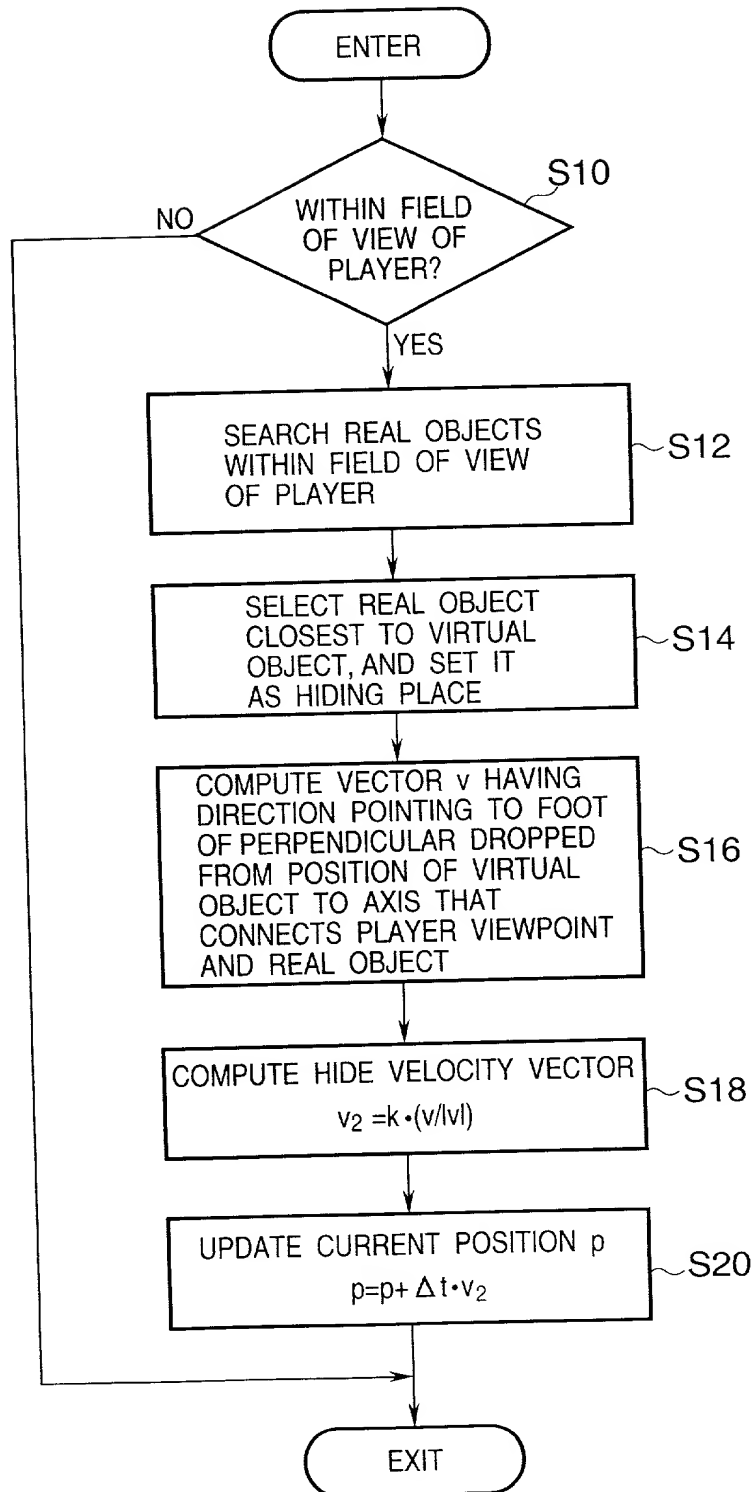 ENTER
S10
NO
WITHIN FIELD
OF VIEW OF
PLAYER?
YES
SEARCH REAL OBJECTS
WITHIN FIELD OF VIEW
OF PLAYER
S12
SELECT REAL OBJECT
CLOSEST TO VIRTUAL
OBJECT, AND SET IT
AS HIDING PLACE
S14
COMPUTE VECTOR v HAVING
DIRECTION POINTING TO FOOT
OF PERPENDICULAR DROPPED
FROM POSITION OF VIRTUAL
OBJECT TO AXIS THAT
CONNECTS PLAYER VIEWPOINT
AND REAL OBJECT
S16
COMPUTE HIDE VELOCITY VECTOR
v₂ =k•(v/|v|)
S18
UPDATE CURRENT POSITION p
p=p+ Δt•v₂
S20
EXIT